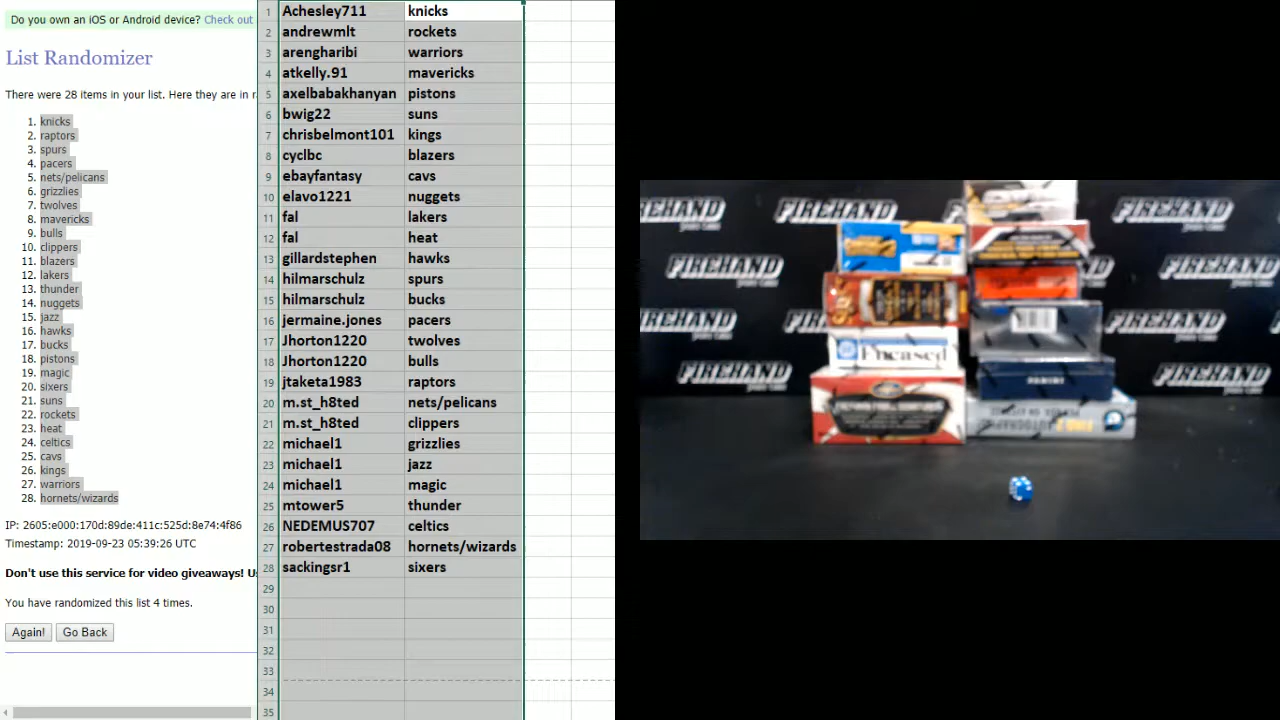 Do you own an iOS or Android device? Check out
List Randomizer
There were 28 items in your list. Here they are in r
1. knicks
2. raptors
3. spurs
4. pacers
5. nets/pelicans
6. grizzlies
7. twolves
8. mavericks
9. bulls
10. clippers
11. blazers
12. lakers
13. thunder
14. nuggets
15. jazz
16. hawks
17. bucks
18. pistons
19. magic
20. sixers
21. suns
22. rockets
23. heat
24. celtics
25. cavs
26. kings
27. warriors
28. hornets/wizards
IP: 2605:e000:170d:89de:411c:525d:8e74:4f86
Timestamp: 2019-09-23 05:39:26 UTC
Don't use this service for video giveaways! U
You have randomized this list 4 times.
Again! Go Back
1 Achesley711 knicks
2 andrewmlt rockets
3 arengharibi warriors
4 atkelly.91 mavericks
5 axelbabakhanyan pistons
6 bwig22 suns
7 chrisbelmont101 kings
8 cyclbc blazers
9 ebayfantasy cavs
10 elavo1221 nuggets
11 fal lakers
12 fal heat
13 gillardstephen hawks
14 hilmarschulz spurs
15 hilmarschulz bucks
16 jermaine.jones pacers
17 Jhorton1220 twolves
18 Jhorton1220 bulls
19 jtaketa1983 raptors
20 m.st_h8ted nets/pelicans
21 m.st_h8ted clippers
22 michael1 grizzlies
23 michael1 jazz
24 michael1 magic
25 mtower5 thunder
26 NEDEMUS707 celtics
27 robertestrada08 hornets/wizards
28 sackingsr1 sixers
29
30
31
32
33
34
35
FIREHAND
FIREHAND
FIREHAND
FIREHAND
FIREHAND
FIREHAND
FIREHAND
Encased
PANINI
FIREHAND
FIREHAND
AUTOGRAPH